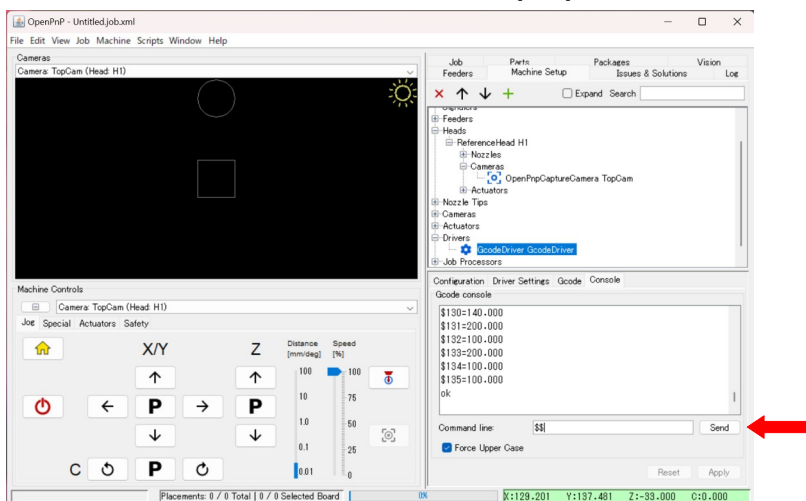 OpenPnP - Untitled.job.xml
File Edit View Job Machine Scripts Window Help
Cameras
Camera: TopCam (Head: H1)
Machine Controls
Camera: TopCam (Head: H1)
Jog Special Actuators Safety
X/Y Z Distance [mm/deg] Speed [%]
100 100
P P 10 75
1.0 50
0.1 25
C P 0.01 0
Job Parts Packages Vision
Feeders Machine Setup Issues & Solutions Log
Expand Search
Feeders
Heads
ReferenceHead H1
Nozzles
Cameras
OpenPnpCaptureCamera TopCam
Actuators
Nozzle Tips
Cameras
Actuators
Drivers
GcodeDriver GcodeDriver
Job Processors
Configuration Driver Settings Gcode Console
Gcode console
$130=140.000
$131=200.000
$132=100.000
$133=200.000
$134=100.000
$135=100.000
ok
Command line: $$ Send
Force Upper Case
Reset Apply
Placements: 0 / 0 Total | 0 / 0 Selected Board 0% X:129.201 Y:137.481 Z:-33.000 C:0.000